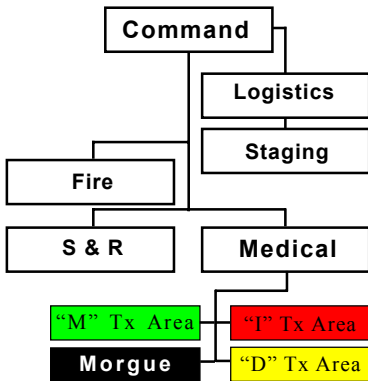 Command
Logistics
Staging
Fire
S & R
Medical
“M” Tx Area
“I” Tx Area
Morgue
“D” Tx Area